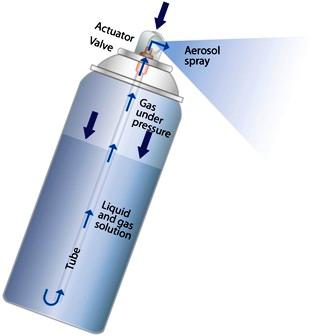 Actuator
Valve
Aerosol
spray
Gas
under
pressure
Liquid
and gas
solution
Tube